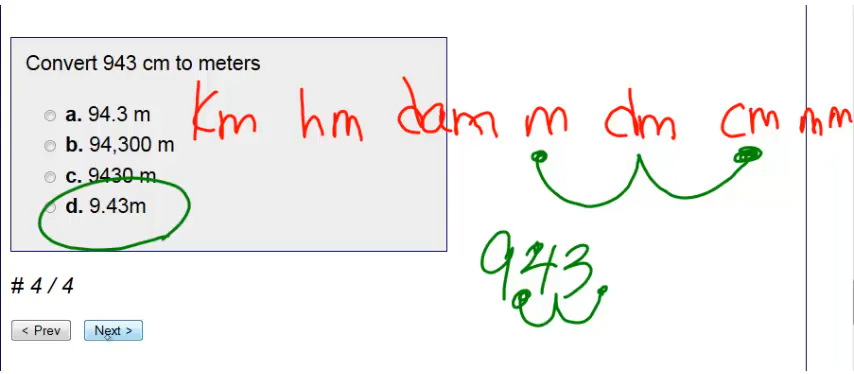 Convert 943 cm to meters
a. 94.3 m
Km hm dam m dm cm mm
b. 94,300 m
c. 9430 m
d. 9.43m
943
# 4 / 4
< Prev Next >